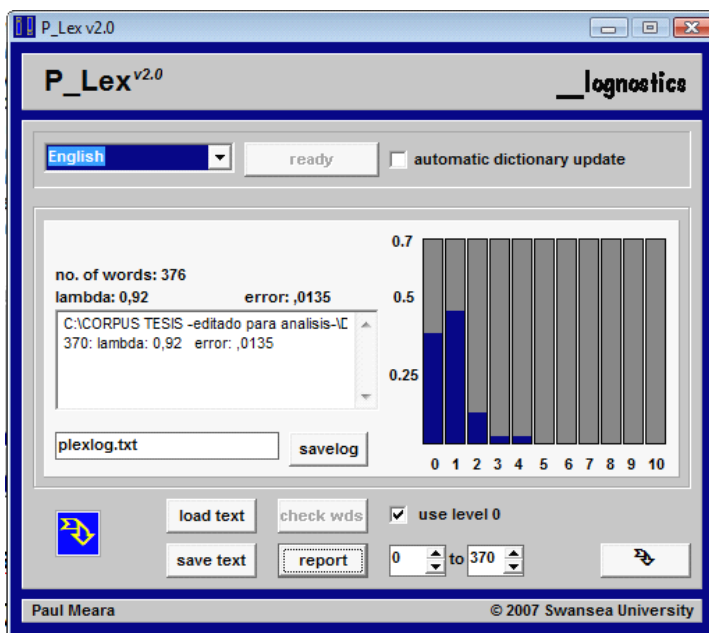 P_Lex v2.0
P_Lex v2.0
__lognostics
English
ready
automatic dictionary update
no. of words: 376
lambda: 0,92 error: ,0135
C:\CORPUS TESIS -editado para analisis-\D
370: lambda: 0,92 error: ,0135
plexlog.txt
savelog
0.7
0.5
0.25
0 1 2 3 4 5 6 7 8 9 10
load text
check wds
use level 0
save text
report
0 to 370
Paul Meara
© 2007 Swansea University